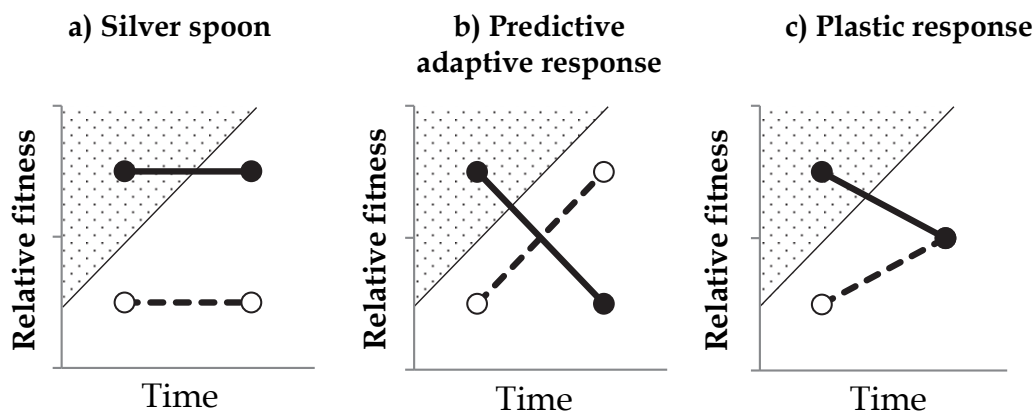 a) Silver spoon
b) Predictive
adaptive response
c) Plastic response
Relative fitness
Relative fitness
Relative fitness
Time
Time
Time